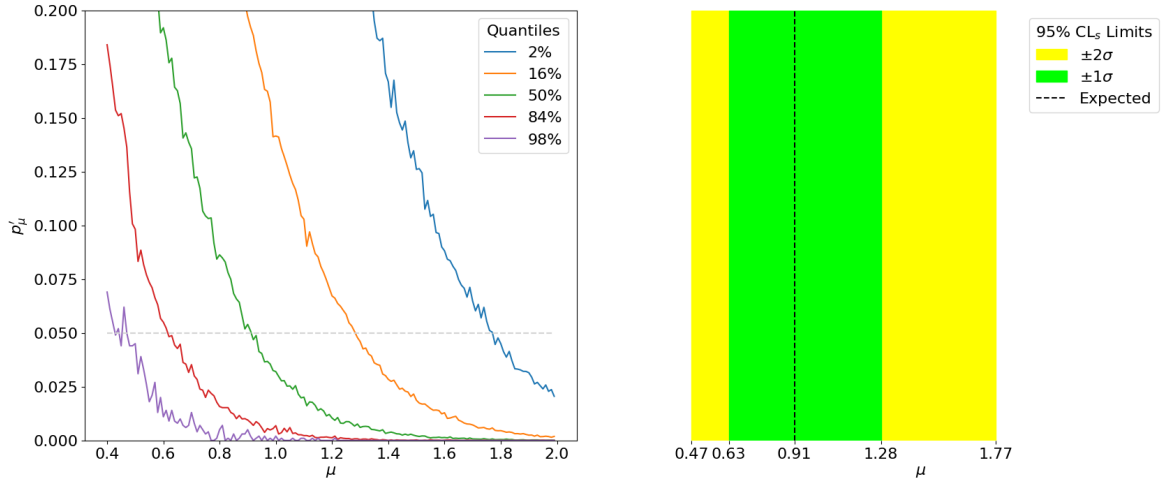 0.200
0.175
0.150
0.125
0.100
0.075
0.050
0.025
0.000
p′μ
0.4 0.6 0.8 1.0 1.2 1.4 1.6 1.8 2.0
μ
Quantiles
2%
16%
50%
84%
98%
0.47 0.63 0.91 1.28 1.77
μ
95% CLs Limits
±2σ
±1σ
Expected